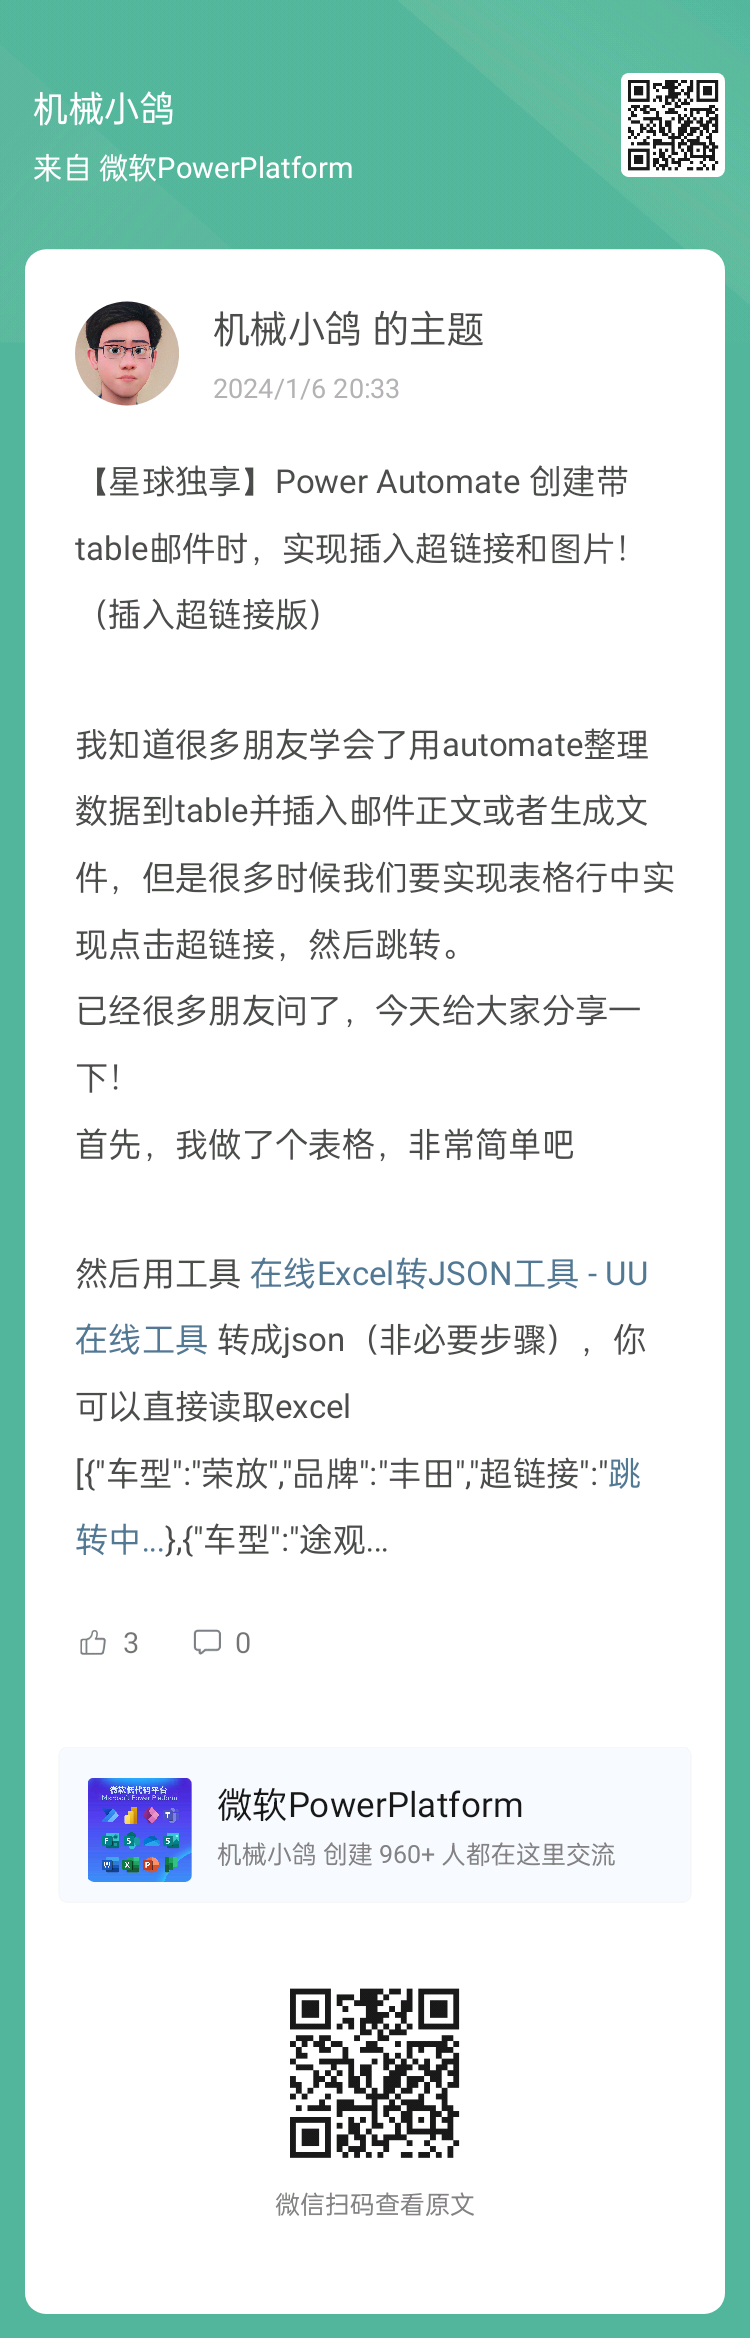 机械小鸽
来自 微软PowerPlatform
机械小鸽 的主题
2024/1/6 20:33
【星球独享】Power Automate 创建带
table邮件时，实现插入超链接和图片！
（插入超链接版）
我知道很多朋友学会了用automate整理
数据到table并插入邮件正文或者生成文
件，但是很多时候我们要实现表格行中实
现点击超链接，然后跳转。
已经很多朋友问了，今天给大家分享一
下！
首先，我做了个表格，非常简单吧
然后用工具 在线Excel转JSON工具 - UU
在线工具 转成json（非必要步骤），你
可以直接读取excel
[{"车型":"荣放","品牌":"丰田","超链接":"跳
转中...},{"车型":"途观...
3 0
微软低代码平台
Microsoft Power Platform
微软PowerPlatform
机械小鸽 创建 960+ 人都在这里交流
微信扫码查看原文